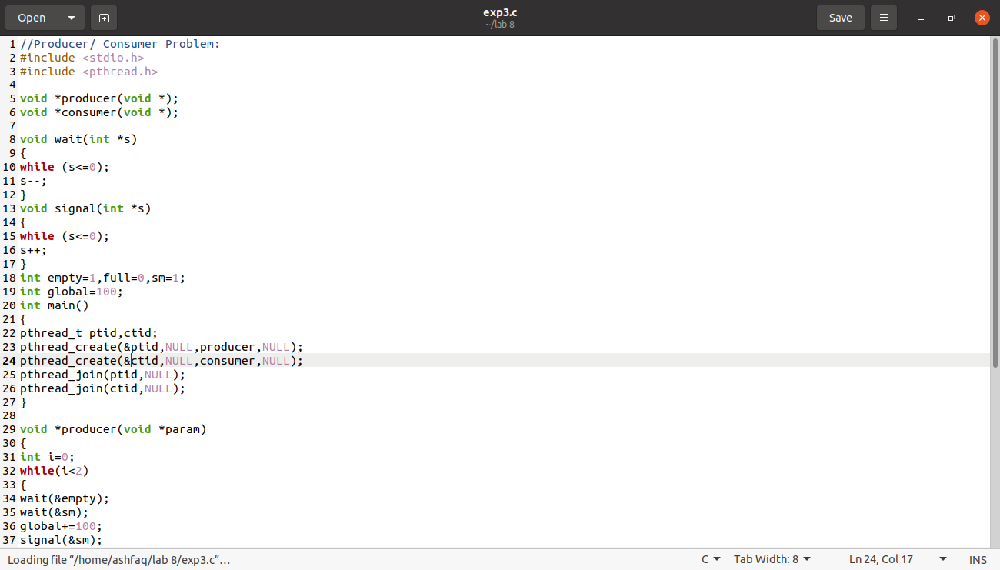 Open
exp3.c
~/lab 8
Save
1 //Producer/ Consumer Problem:
2 #include <stdio.h>
3 #include <pthread.h>
4
5 void *producer(void *);
6 void *consumer(void *);
7
8 void wait(int *s)
9 {
10 while (s<=0);
11 s--;
12 }
13 void signal(int *s)
14 {
15 while (s<=0);
16 s++;
17 }
18 int empty=1,full=0,sm=1;
19 int global=100;
20 int main()
21 {
22 pthread_t ptid,ctid;
23 pthread_create(&ptid,NULL,producer,NULL);
24 pthread_create(&ctid,NULL,consumer,NULL);
25 pthread_join(ptid,NULL);
26 pthread_join(ctid,NULL);
27 }
28
29 void *producer(void *param)
30 {
31 int i=0;
32 while(i<2)
33 {
34 wait(&empty);
35 wait(&sm);
36 global+=100;
37 signal(&sm);
Loading file “/home/ashfaq/lab 8/exp3.c”… C Tab Width: 8 Ln 24, Col 17 INS